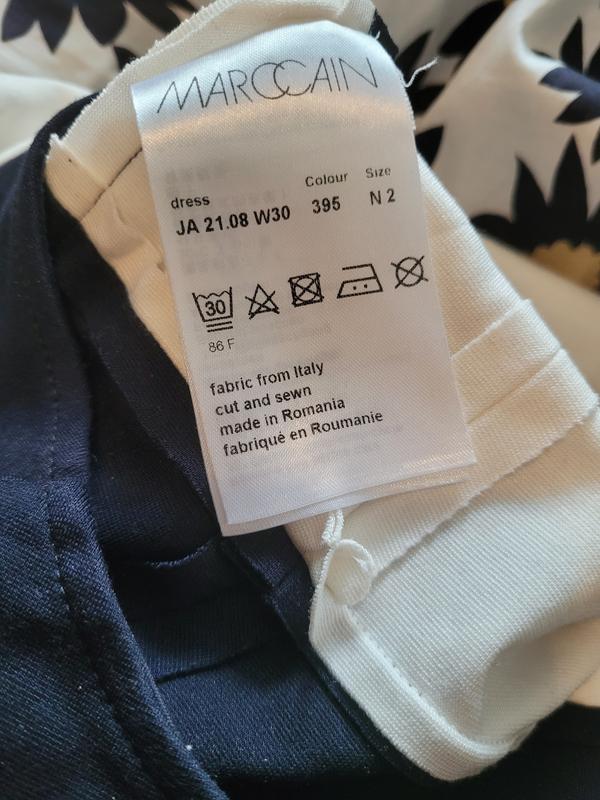 MARCCAIN
dress Colour Size
JA 21.08 W30 395 N 2
30
86 F
fabric from Italy
cut and sewn
made in Romania
fabriqué en Roumanie